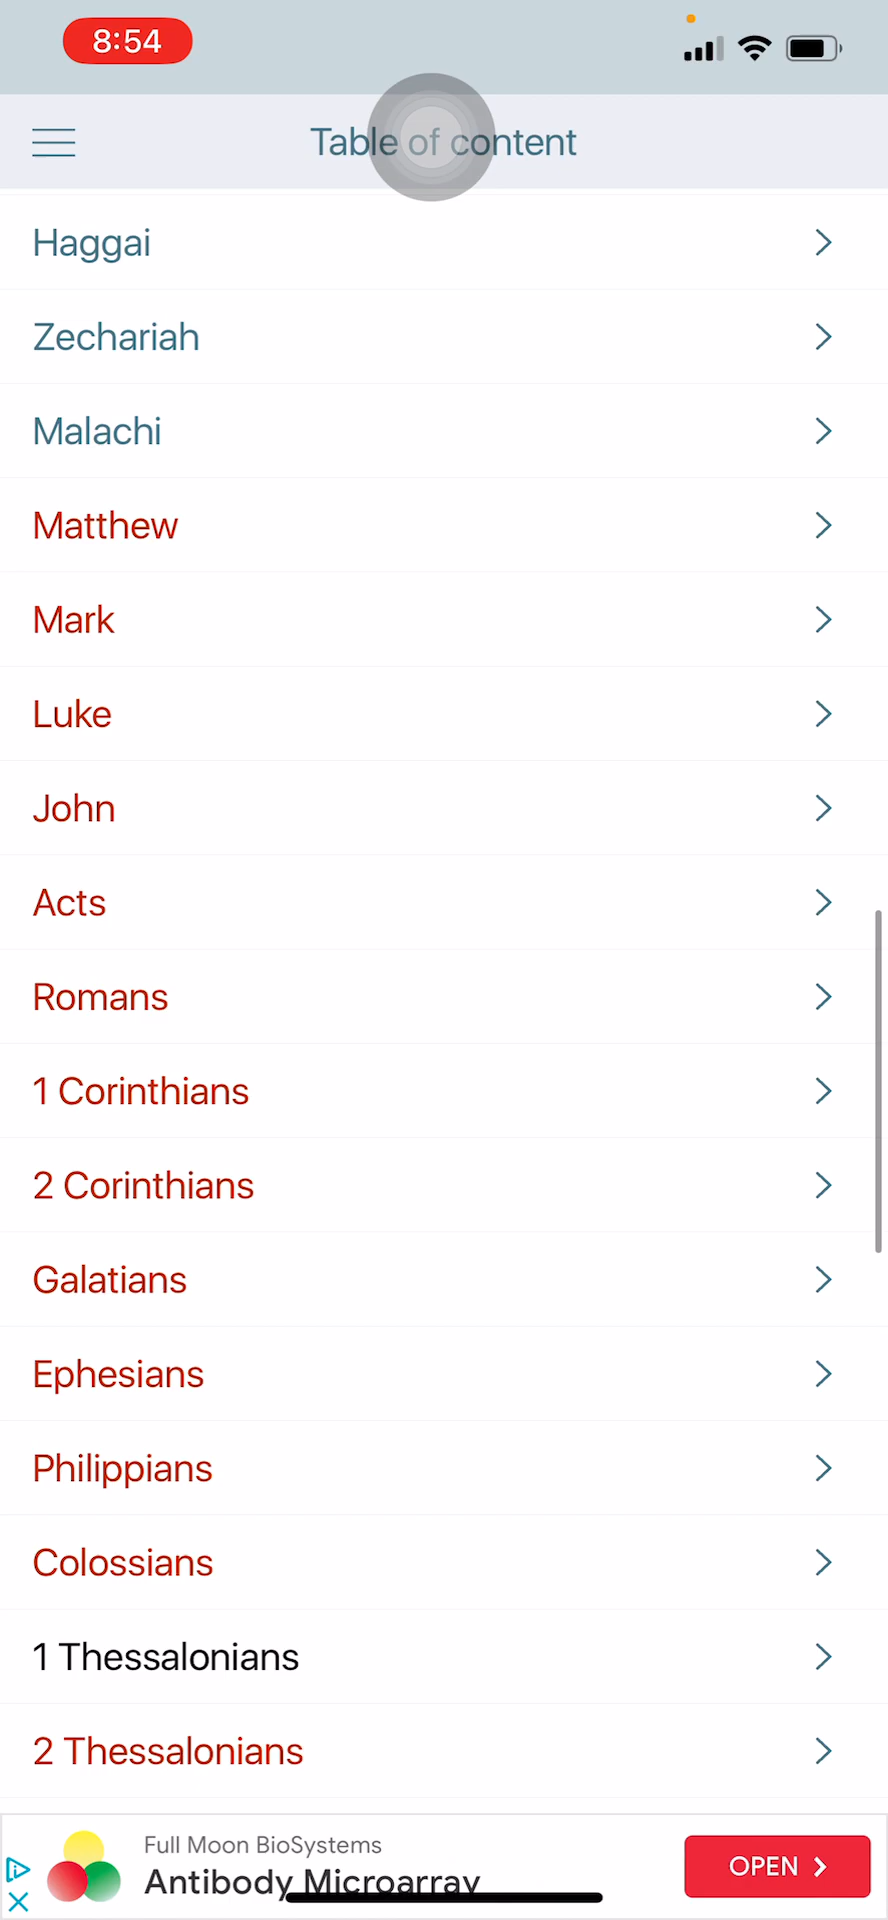 8:54
Table of content
Haggai
Zechariah
Malachi
Matthew
Mark
Luke
John
Acts
Romans
1 Corinthians
2 Corinthians
Galatians
Ephesians
Philippians
Colossians
1 Thessalonians
2 Thessalonians
Full Moon BioSystems
Antibody Microarray
OPEN